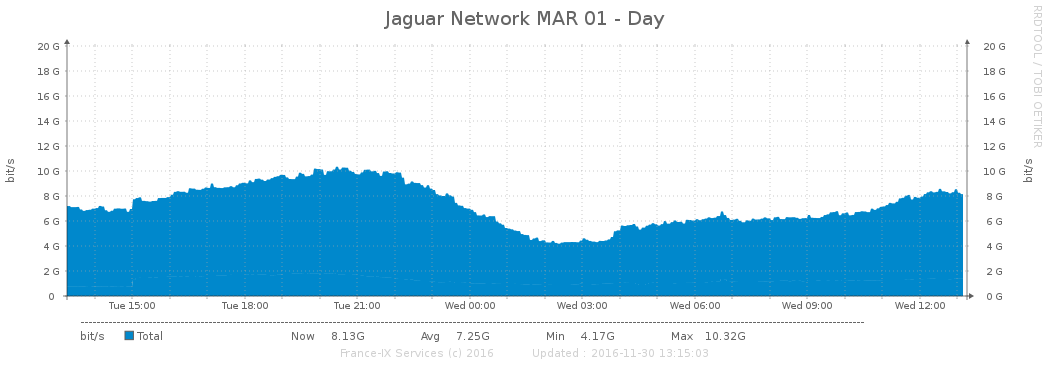 Jaguar Network MAR 01 - Day
RRDTOOL / TOBI OETIKER
bit/s
20 G
18 G
16 G
14 G
12 G
10 G
8 G
6 G
4 G
2 G
0
20 G
18 G
16 G
14 G
12 G
10 G
8 G
6 G
4 G
2 G
0 G
bit/s
Tue 15:00 Tue 18:00 Tue 21:00 Wed 00:00 Wed 03:00 Wed 06:00 Wed 09:00 Wed 12:00
bit/s Total Now 8.13G Avg 7.25G Min 4.17G Max 10.32G
France-IX Services (c) 2016 Updated : 2016-11-30 13:15:03